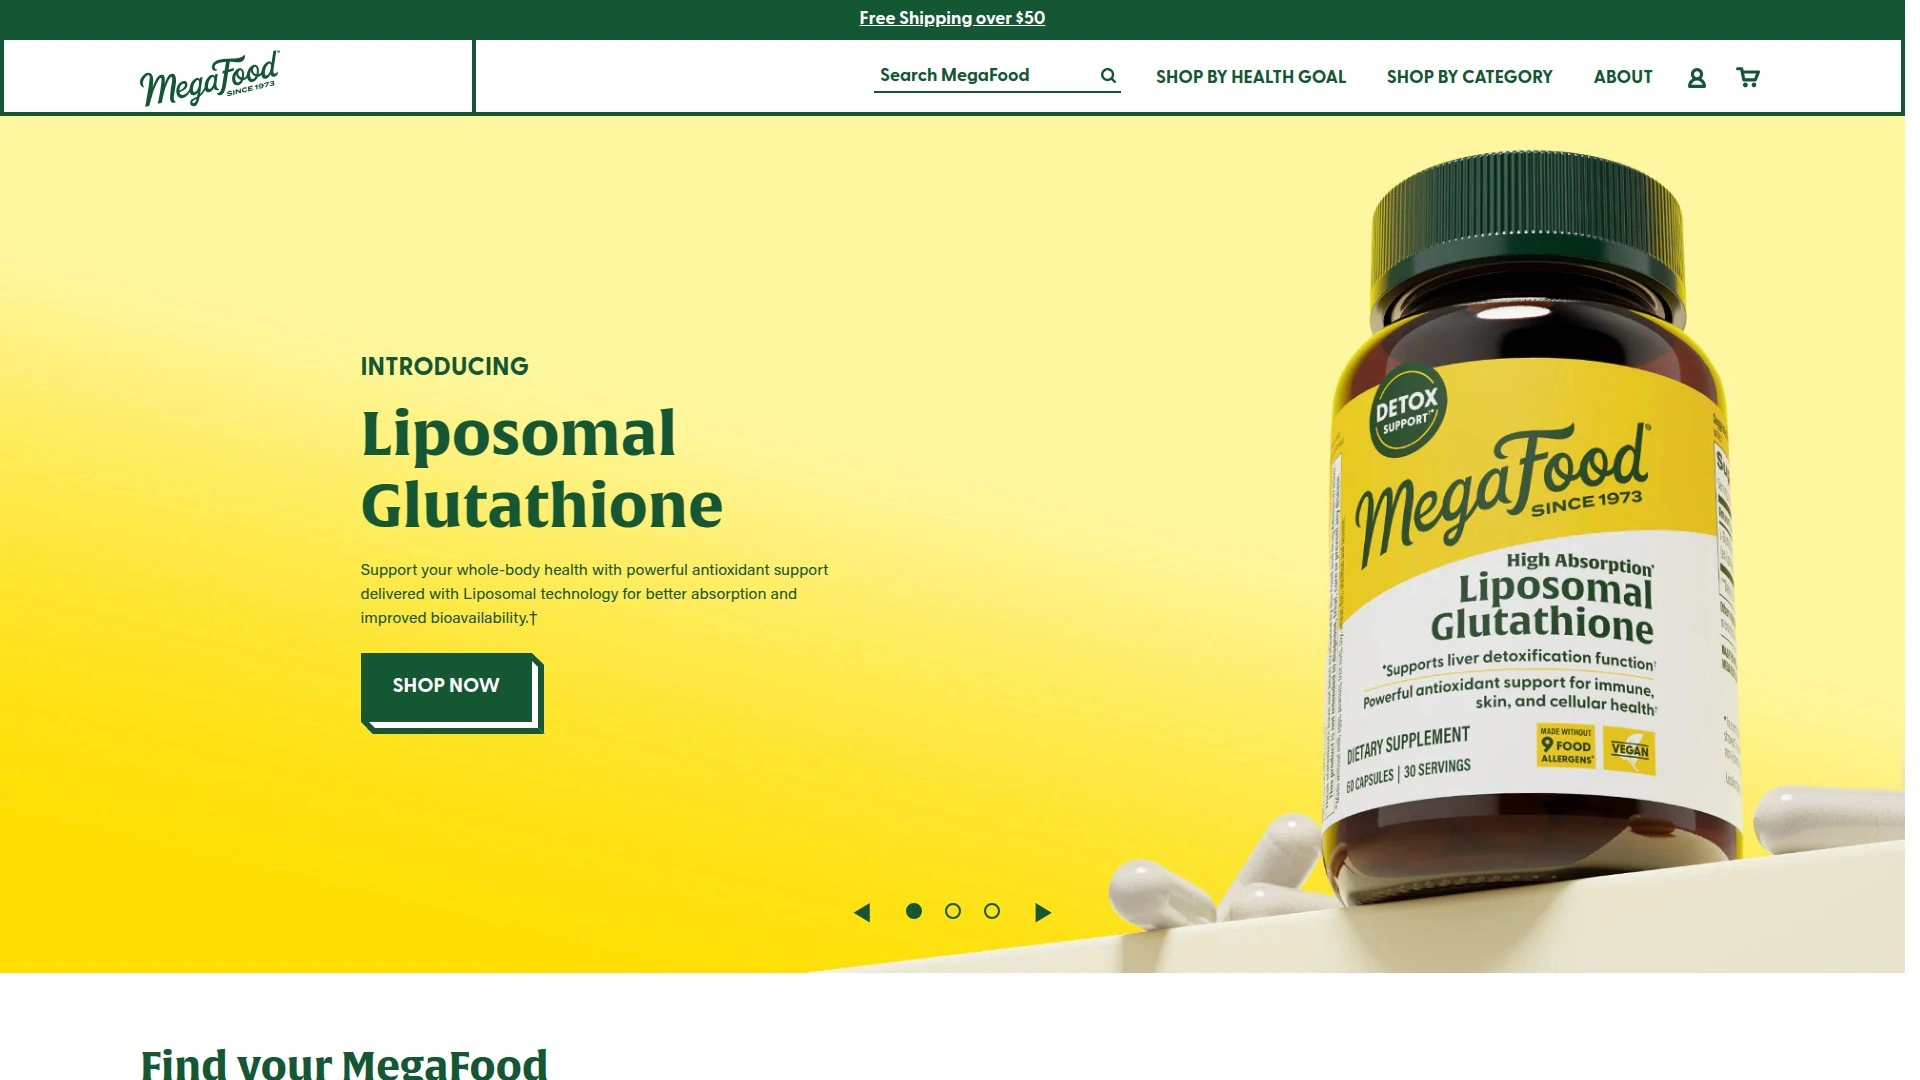 Free Shipping over $50
MegaFood
SINCE 1973
Search MegaFood
SHOP BY HEALTH GOAL
SHOP BY CATEGORY
ABOUT
INTRODUCING
Liposomal
Glutathione
Support your whole-body health with powerful antioxidant support
delivered with Liposomal technology for better absorption and
improved bioavailability.†
SHOP NOW
DETOX
SUPPORT
MegaFood
SINCE 1973
High Absorption
Liposomal
Glutathione
*Supports liver detoxification function†
Powerful antioxidant support for immune,
skin, and cellular health†
DIETARY SUPPLEMENT
60 CAPSULES | 30 SERVINGS
MADE WITHOUT
9 FOOD
ALLERGENS
VEGAN
Find your MegaFood